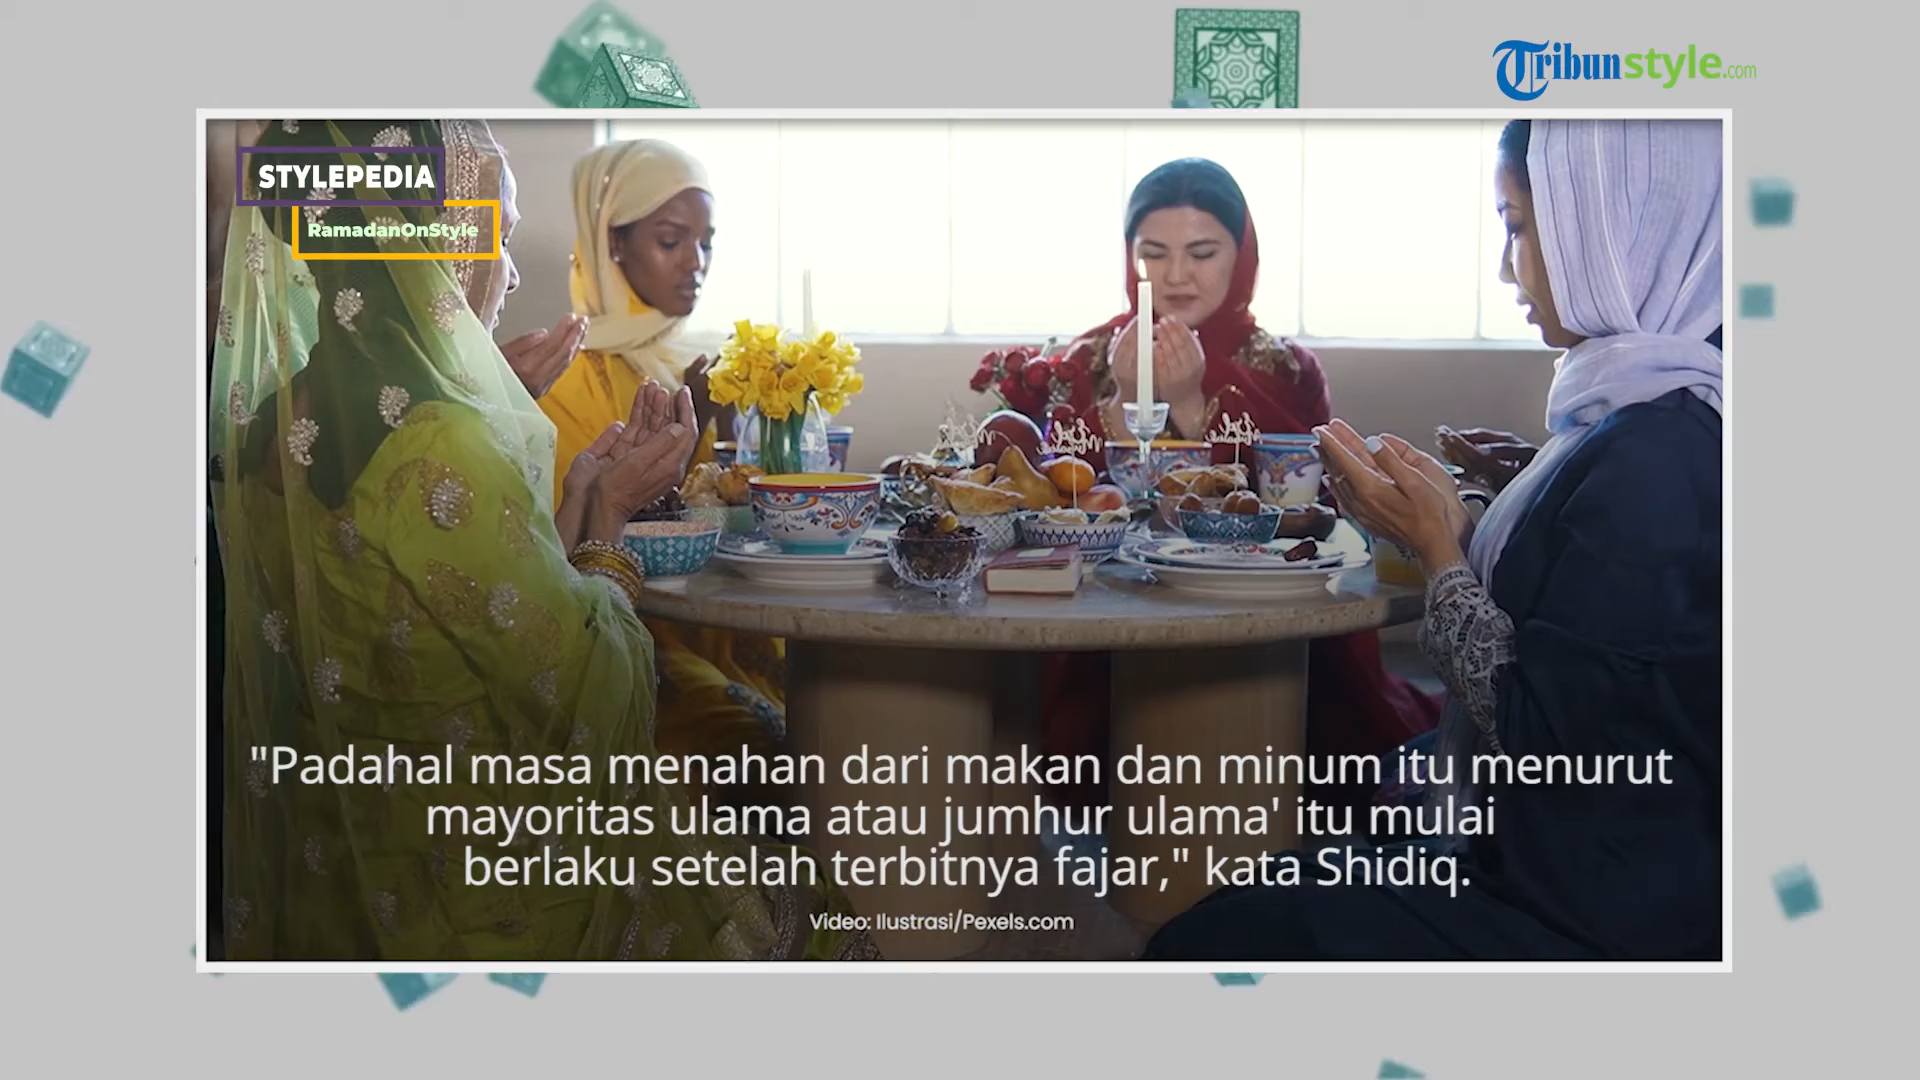 Tribunstyle.com
STYLEPEDIA
RamadanOnStyle
"Padahal masa menahan dari makan dan minum itu menurut
mayoritas ulama atau jumhur ulama' itu mulai
berlaku setelah terbitnya fajar," kata Shidiq.
Video: Ilustrasi/Pexels.com